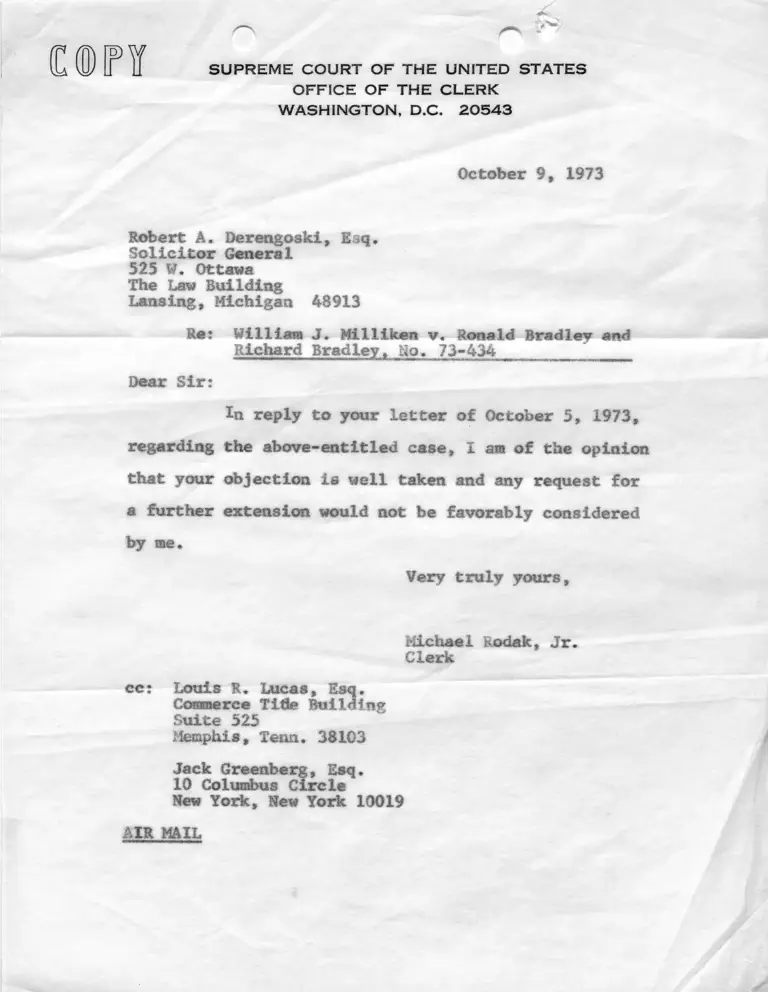 COPY
SUPREME COURT OF THE UNITED STATES
OFFICE OF THE CLERK
WASHINGTON, D.C. 20543
October 9, 1973
Robert A. Derengoski, Esq.
Solicitor General
525 W. Ottawa
The Law Building
Lansing, Michigan 48913
Re: William J. Milliken v. Ronald Bradley and
Richard Bradley, No. 73-434
Dear Sir:
In reply to your letter of October 5, 1973,
regarding the above-entitled case, I am of the opinion
that your objection is well taken and any request for
a further extension would not be favorably considered
by me.
Very truly yours,
Michael Rodak, Jr.
Clerk
cc: Louis R. Lucas, Esq.
Commerce Title Building
Suite 525
Memphis, Tenn. 38103
Jack Greenberg, Esq.
10 Columbus Circle
New York, New York 10019
AIR MAIL